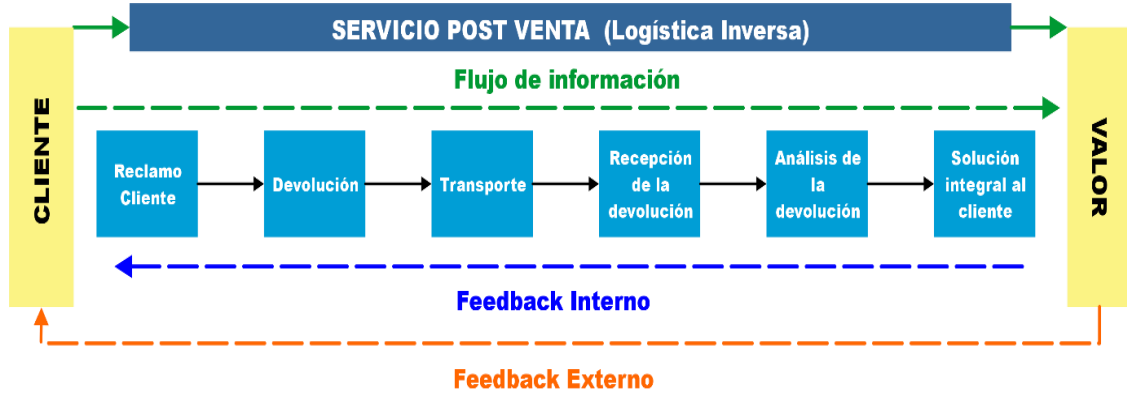 SERVICIO POST VENTA (Logística Inversa)
Flujo de información
CLIENTE
Reclamo
Cliente
Devolución
Transporte
Recepción
de la
devolución
Análisis de
la
devolución
Solución
integral al
cliente
VALOR
Feedback Interno
Feedback Externo